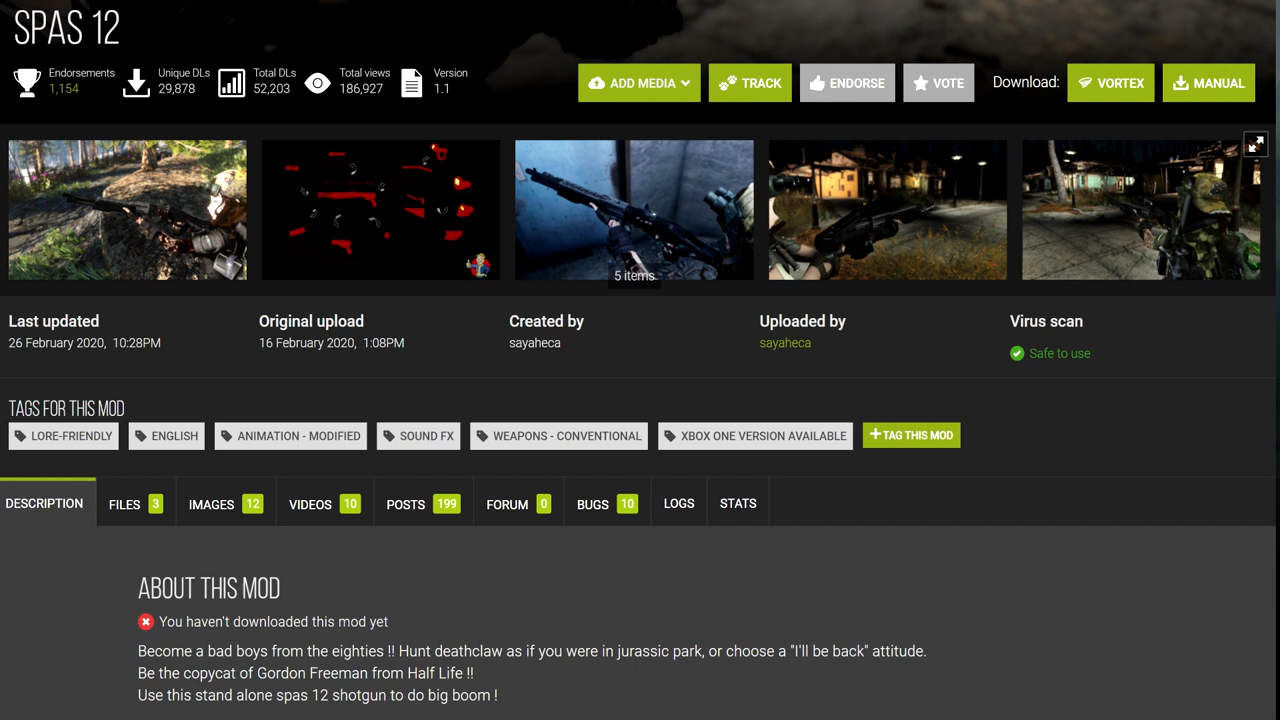 SPAS 12
Endorsements
1,154
Unique DLs
29,878
Total DLs
52,203
Total views
186,927
Version
1.1
ADD MEDIA
TRACK
ENDORSE
VOTE
Download:
VORTEX
MANUAL
5 items
Last updated
26 February 2020, 10:28PM
Original upload
16 February 2020, 1:08PM
Created by
sayaheca
Uploaded by
sayaheca
Virus scan
Safe to use
TAGS FOR THIS MOD
LORE-FRIENDLY
ENGLISH
ANIMATION - MODIFIED
SOUND FX
WEAPONS - CONVENTIONAL
XBOX ONE VERSION AVAILABLE
+TAG THIS MOD
DESCRIPTION
FILES 3
IMAGES 12
VIDEOS 10
POSTS 199
FORUM 0
BUGS 10
LOGS
STATS
ABOUT THIS MOD
You haven't downloaded this mod yet
Become a bad boys from the eighties !! Hunt deathclaw as if you were in jurassic park, or choose a "I'll be back" attitude.
Be the copycat of Gordon Freeman from Half Life !!
Use this stand alone spas 12 shotgun to do big boom !